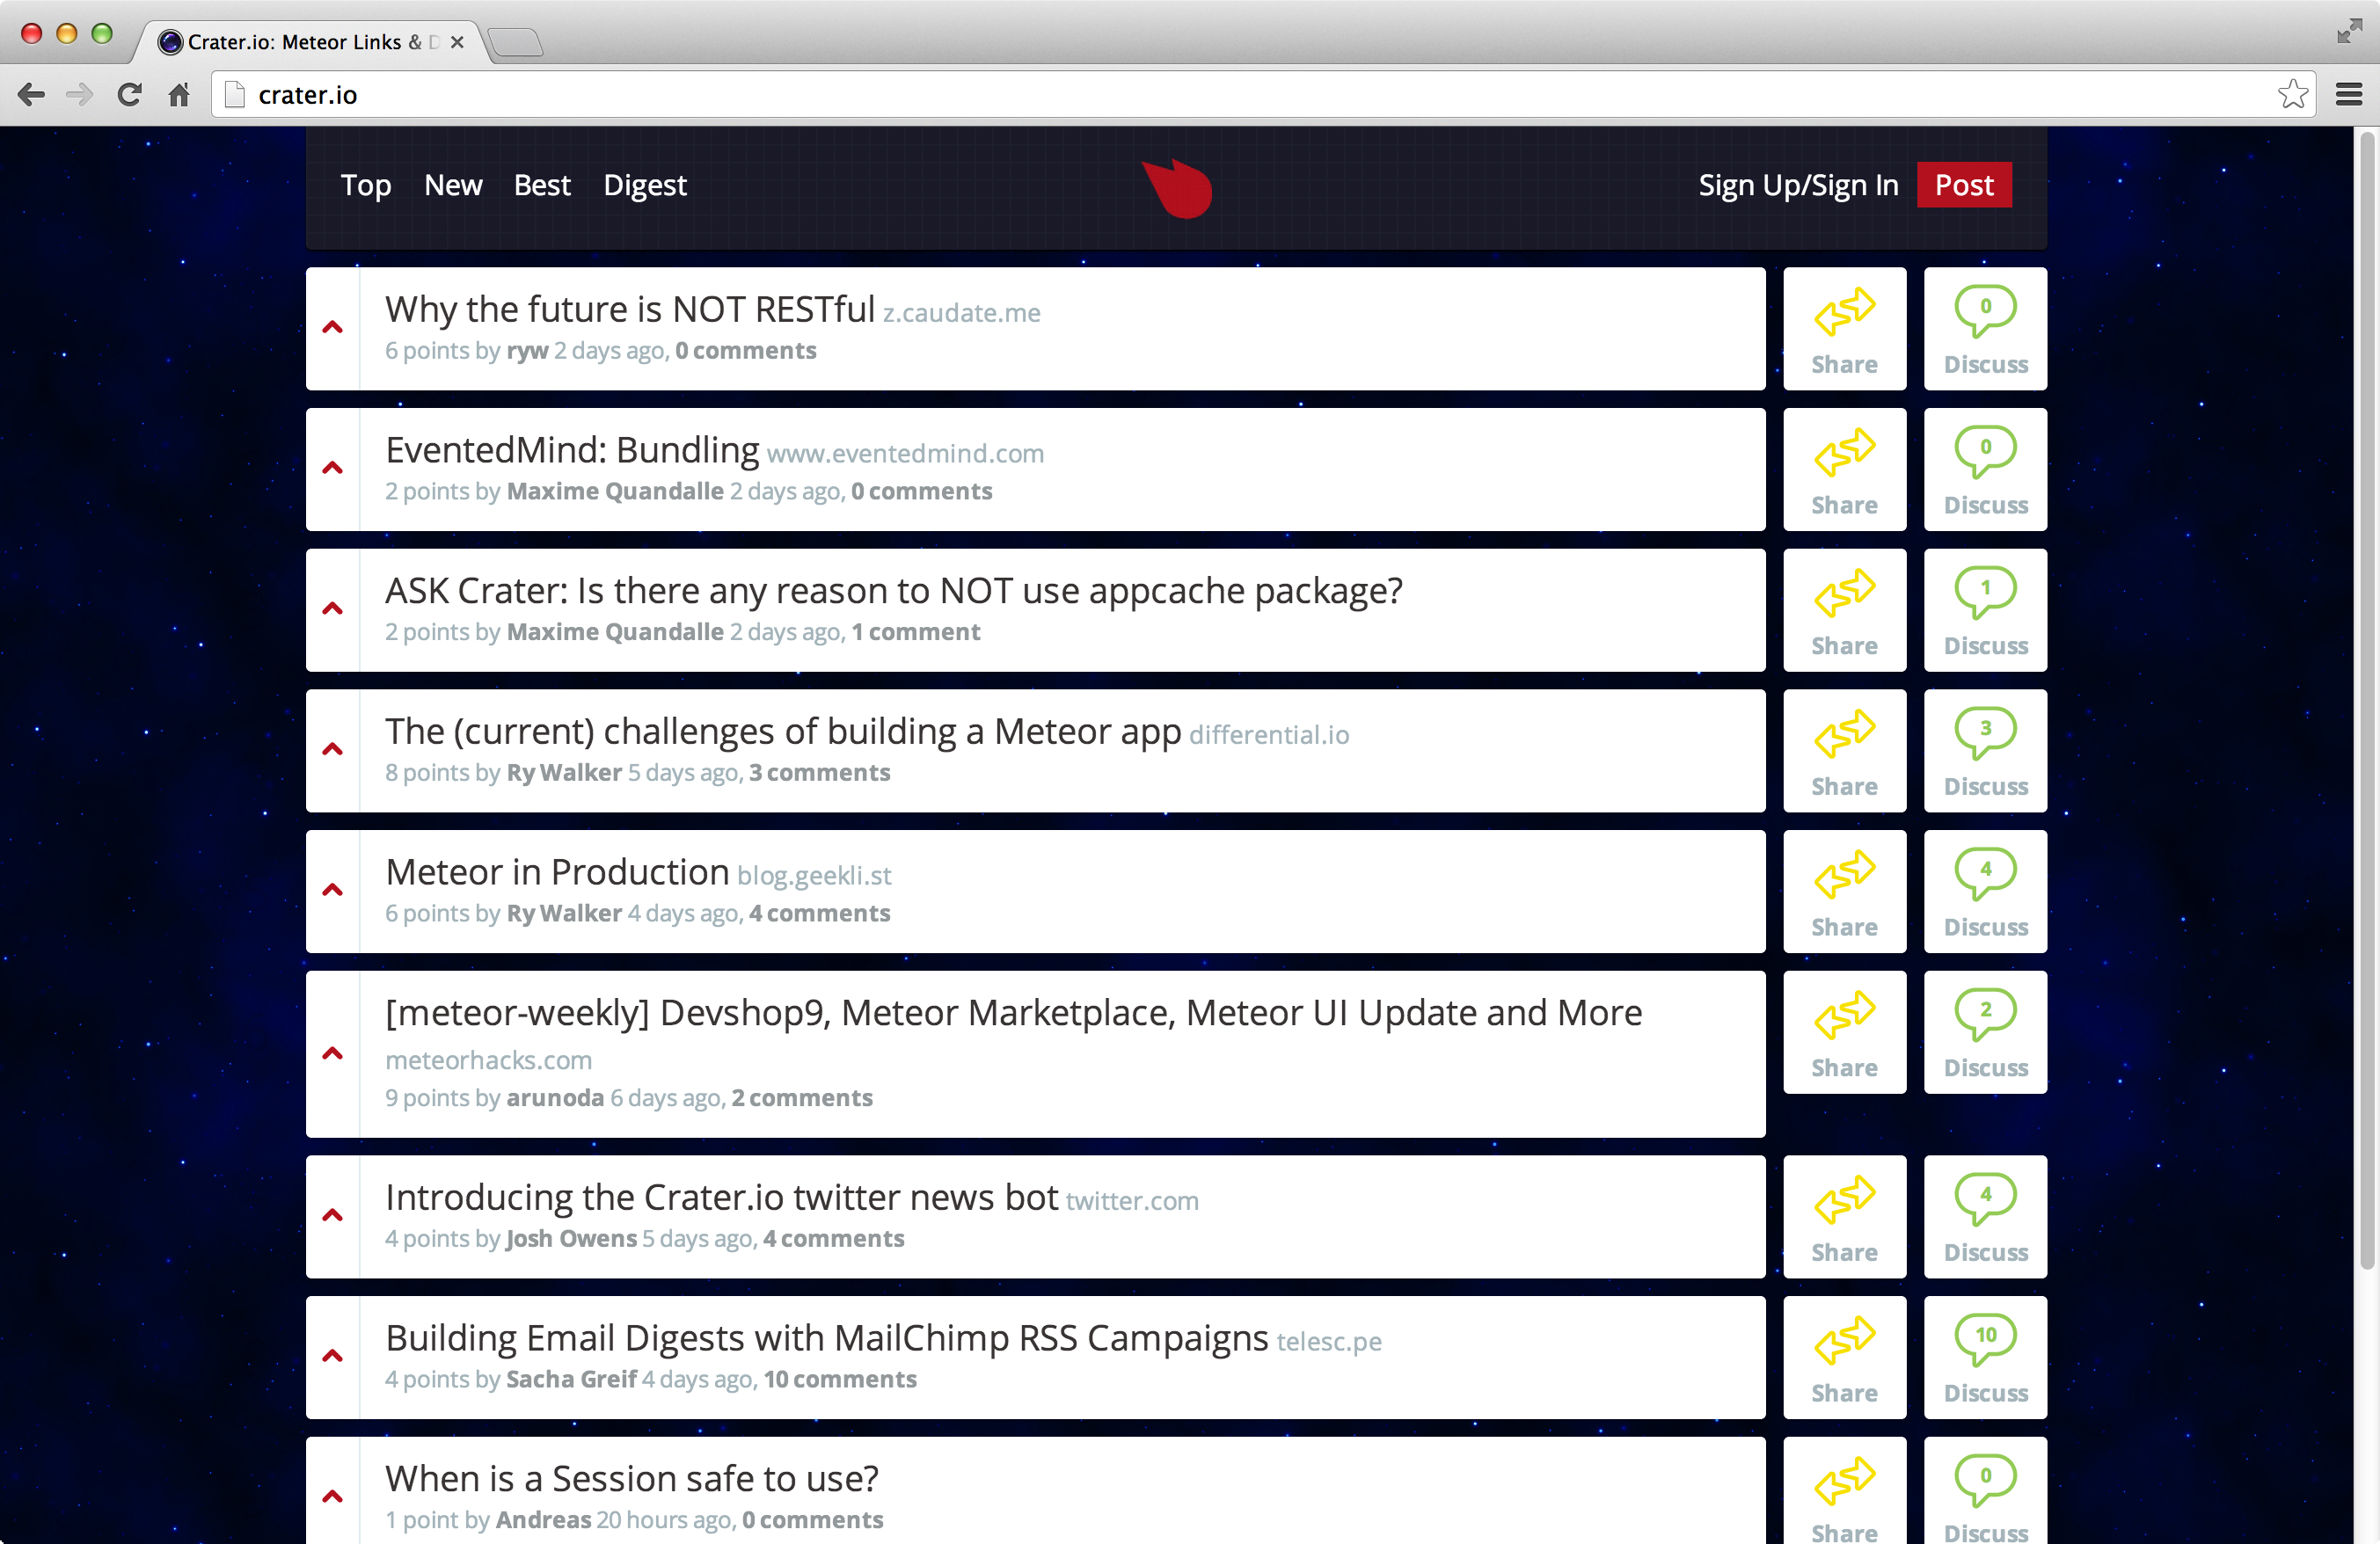 Crater.io: Meteor Links & D
crater.io
Top New Best Digest Sign Up/Sign In Post
Why the future is NOT RESTful z.caudate.me
6 points by ryw 2 days ago, 0 comments
Share
0
Discuss
EventedMind: Bundling www.eventedmind.com
2 points by Maxime Quandalle 2 days ago, 0 comments
Share
0
Discuss
ASK Crater: Is there any reason to NOT use appcache package?
2 points by Maxime Quandalle 2 days ago, 1 comment
Share
1
Discuss
The (current) challenges of building a Meteor app differential.io
8 points by Ry Walker 5 days ago, 3 comments
Share
3
Discuss
Meteor in Production blog.geekli.st
6 points by Ry Walker 4 days ago, 4 comments
Share
4
Discuss
[meteor-weekly] Devshop9, Meteor Marketplace, Meteor UI Update and More
meteorhacks.com
9 points by arunoda 6 days ago, 2 comments
Share
2
Discuss
Introducing the Crater.io twitter news bot twitter.com
4 points by Josh Owens 5 days ago, 4 comments
Share
4
Discuss
Building Email Digests with MailChimp RSS Campaigns telesc.pe
4 points by Sacha Greif 4 days ago, 10 comments
Share
10
Discuss
When is a Session safe to use?
1 point by Andreas 20 hours ago, 0 comments
Share
0
Discuss